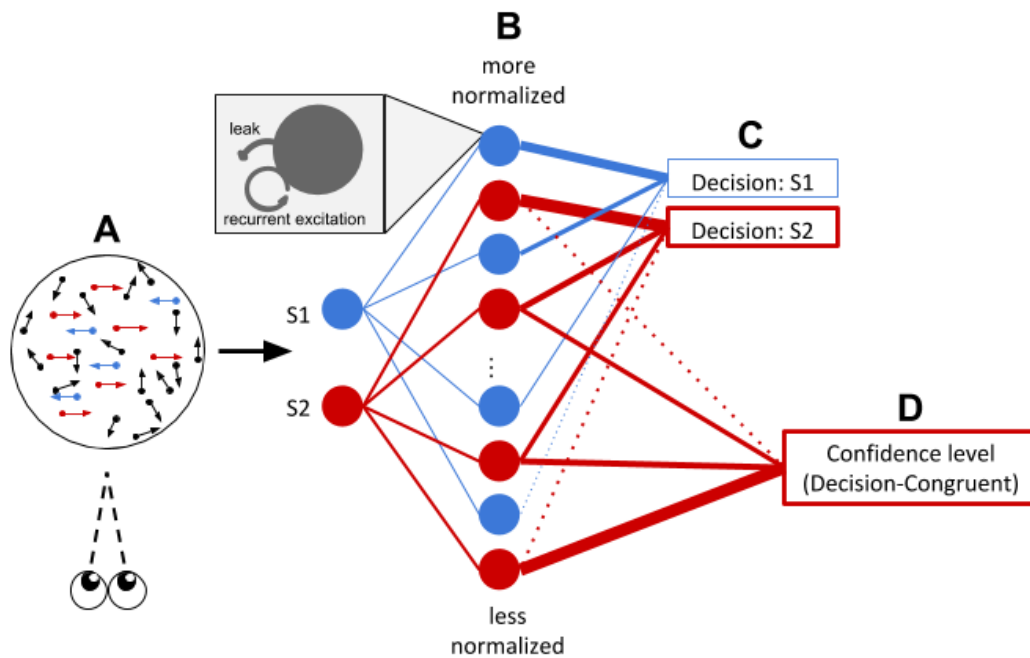 B
more
normalized
leak
recurrent excitation
C
Decision: S1
Decision: S2
A
S1
S2
...
D
Confidence level
(Decision-Congruent)
less
normalized